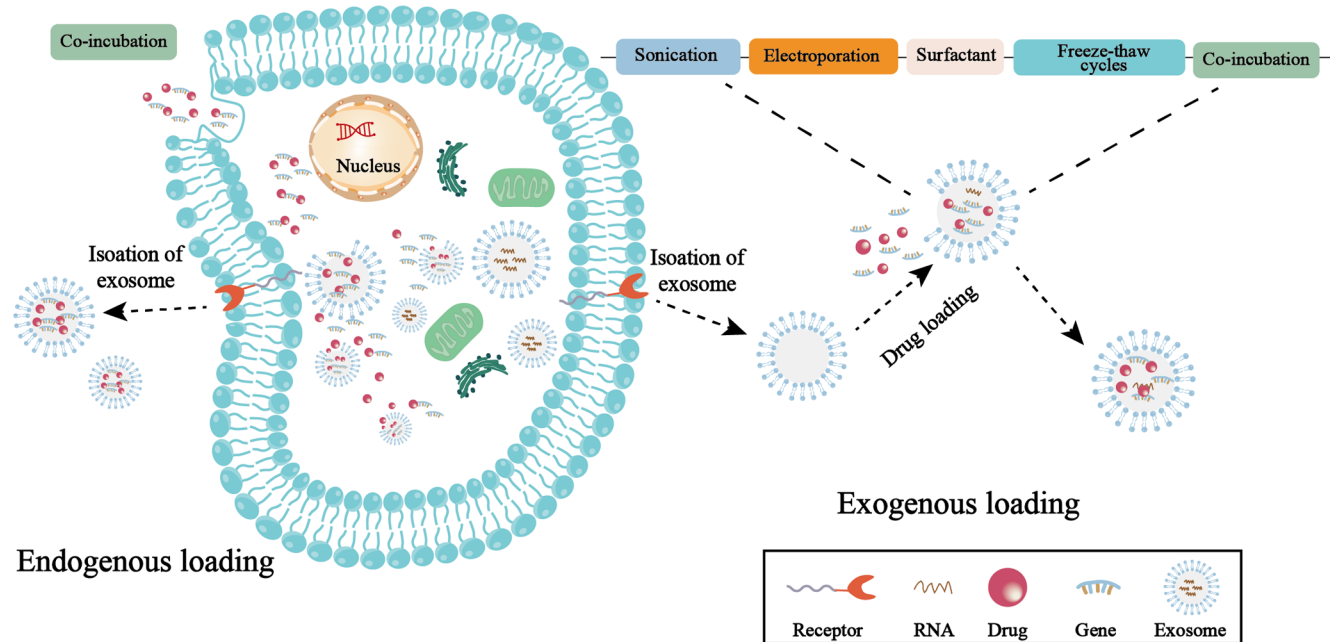 Co-incubation
Sonication
Electroporation
Surfactant
Freeze-thaw
cycles
Co-incubation
Nucleus
Isoation of
exosome
Isoation of
exosome
Drug loading
Exogenous loading
Endogenous loading
Receptor
RNA
Drug
Gene
Exosome